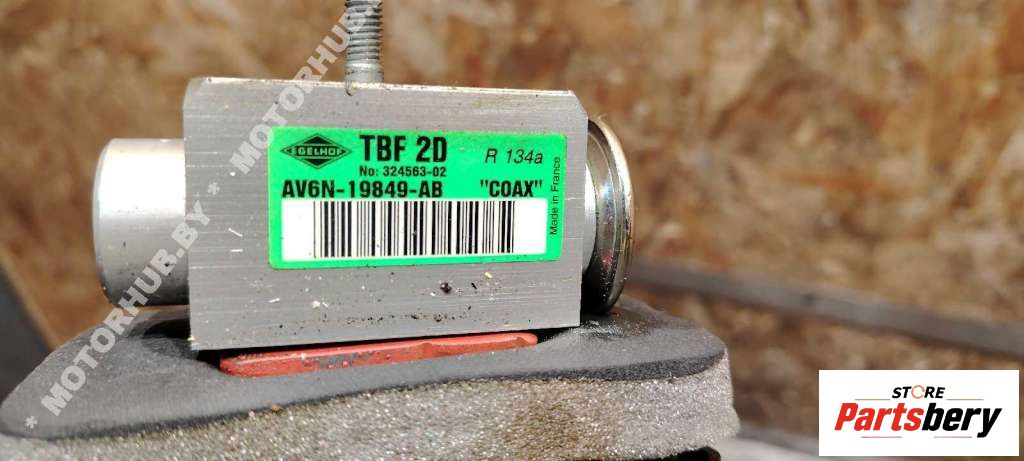 EGELHOF
TBF 2D
R 134a
No: 324563-02
AV6N-19849-AB
"COAX"
Made in France
* MOTORHUB.BY * MOTORHUB.BY
STORE
Partsbery